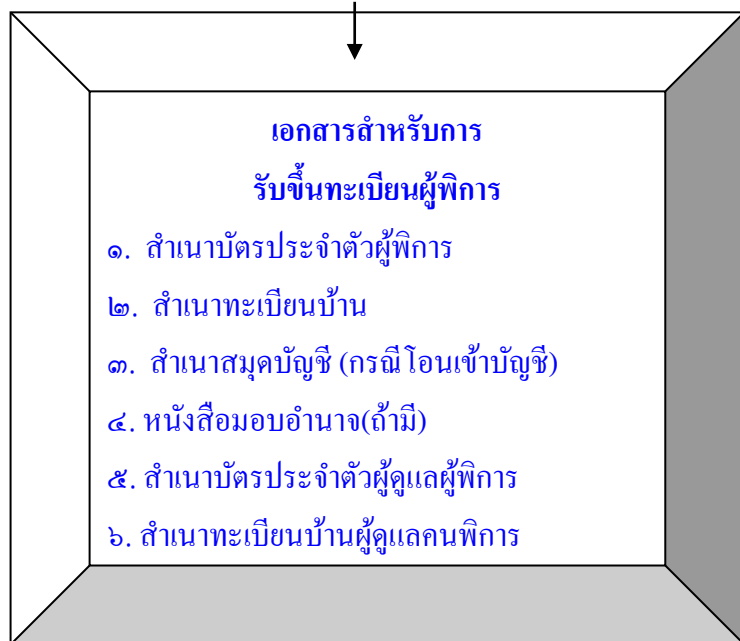 เอกสารสำหรับการ
รับขึ้นทะเบียนผู้พิการ
๑. สำเนาบัตรประจำตัวผู้พิการ
๒. สำเนาทะเบียนบ้าน
๓. สำเนาสมุดบัญชี (กรณีโอนเข้าบัญชี)
๔. หนังสือมอบอำนาจ(ถ้ามี)
๕. สำเนาบัตรประจำตัวผู้ดูแลผู้พิการ
๖. สำเนาทะเบียนบ้านผู้ดูแลคนพิการ